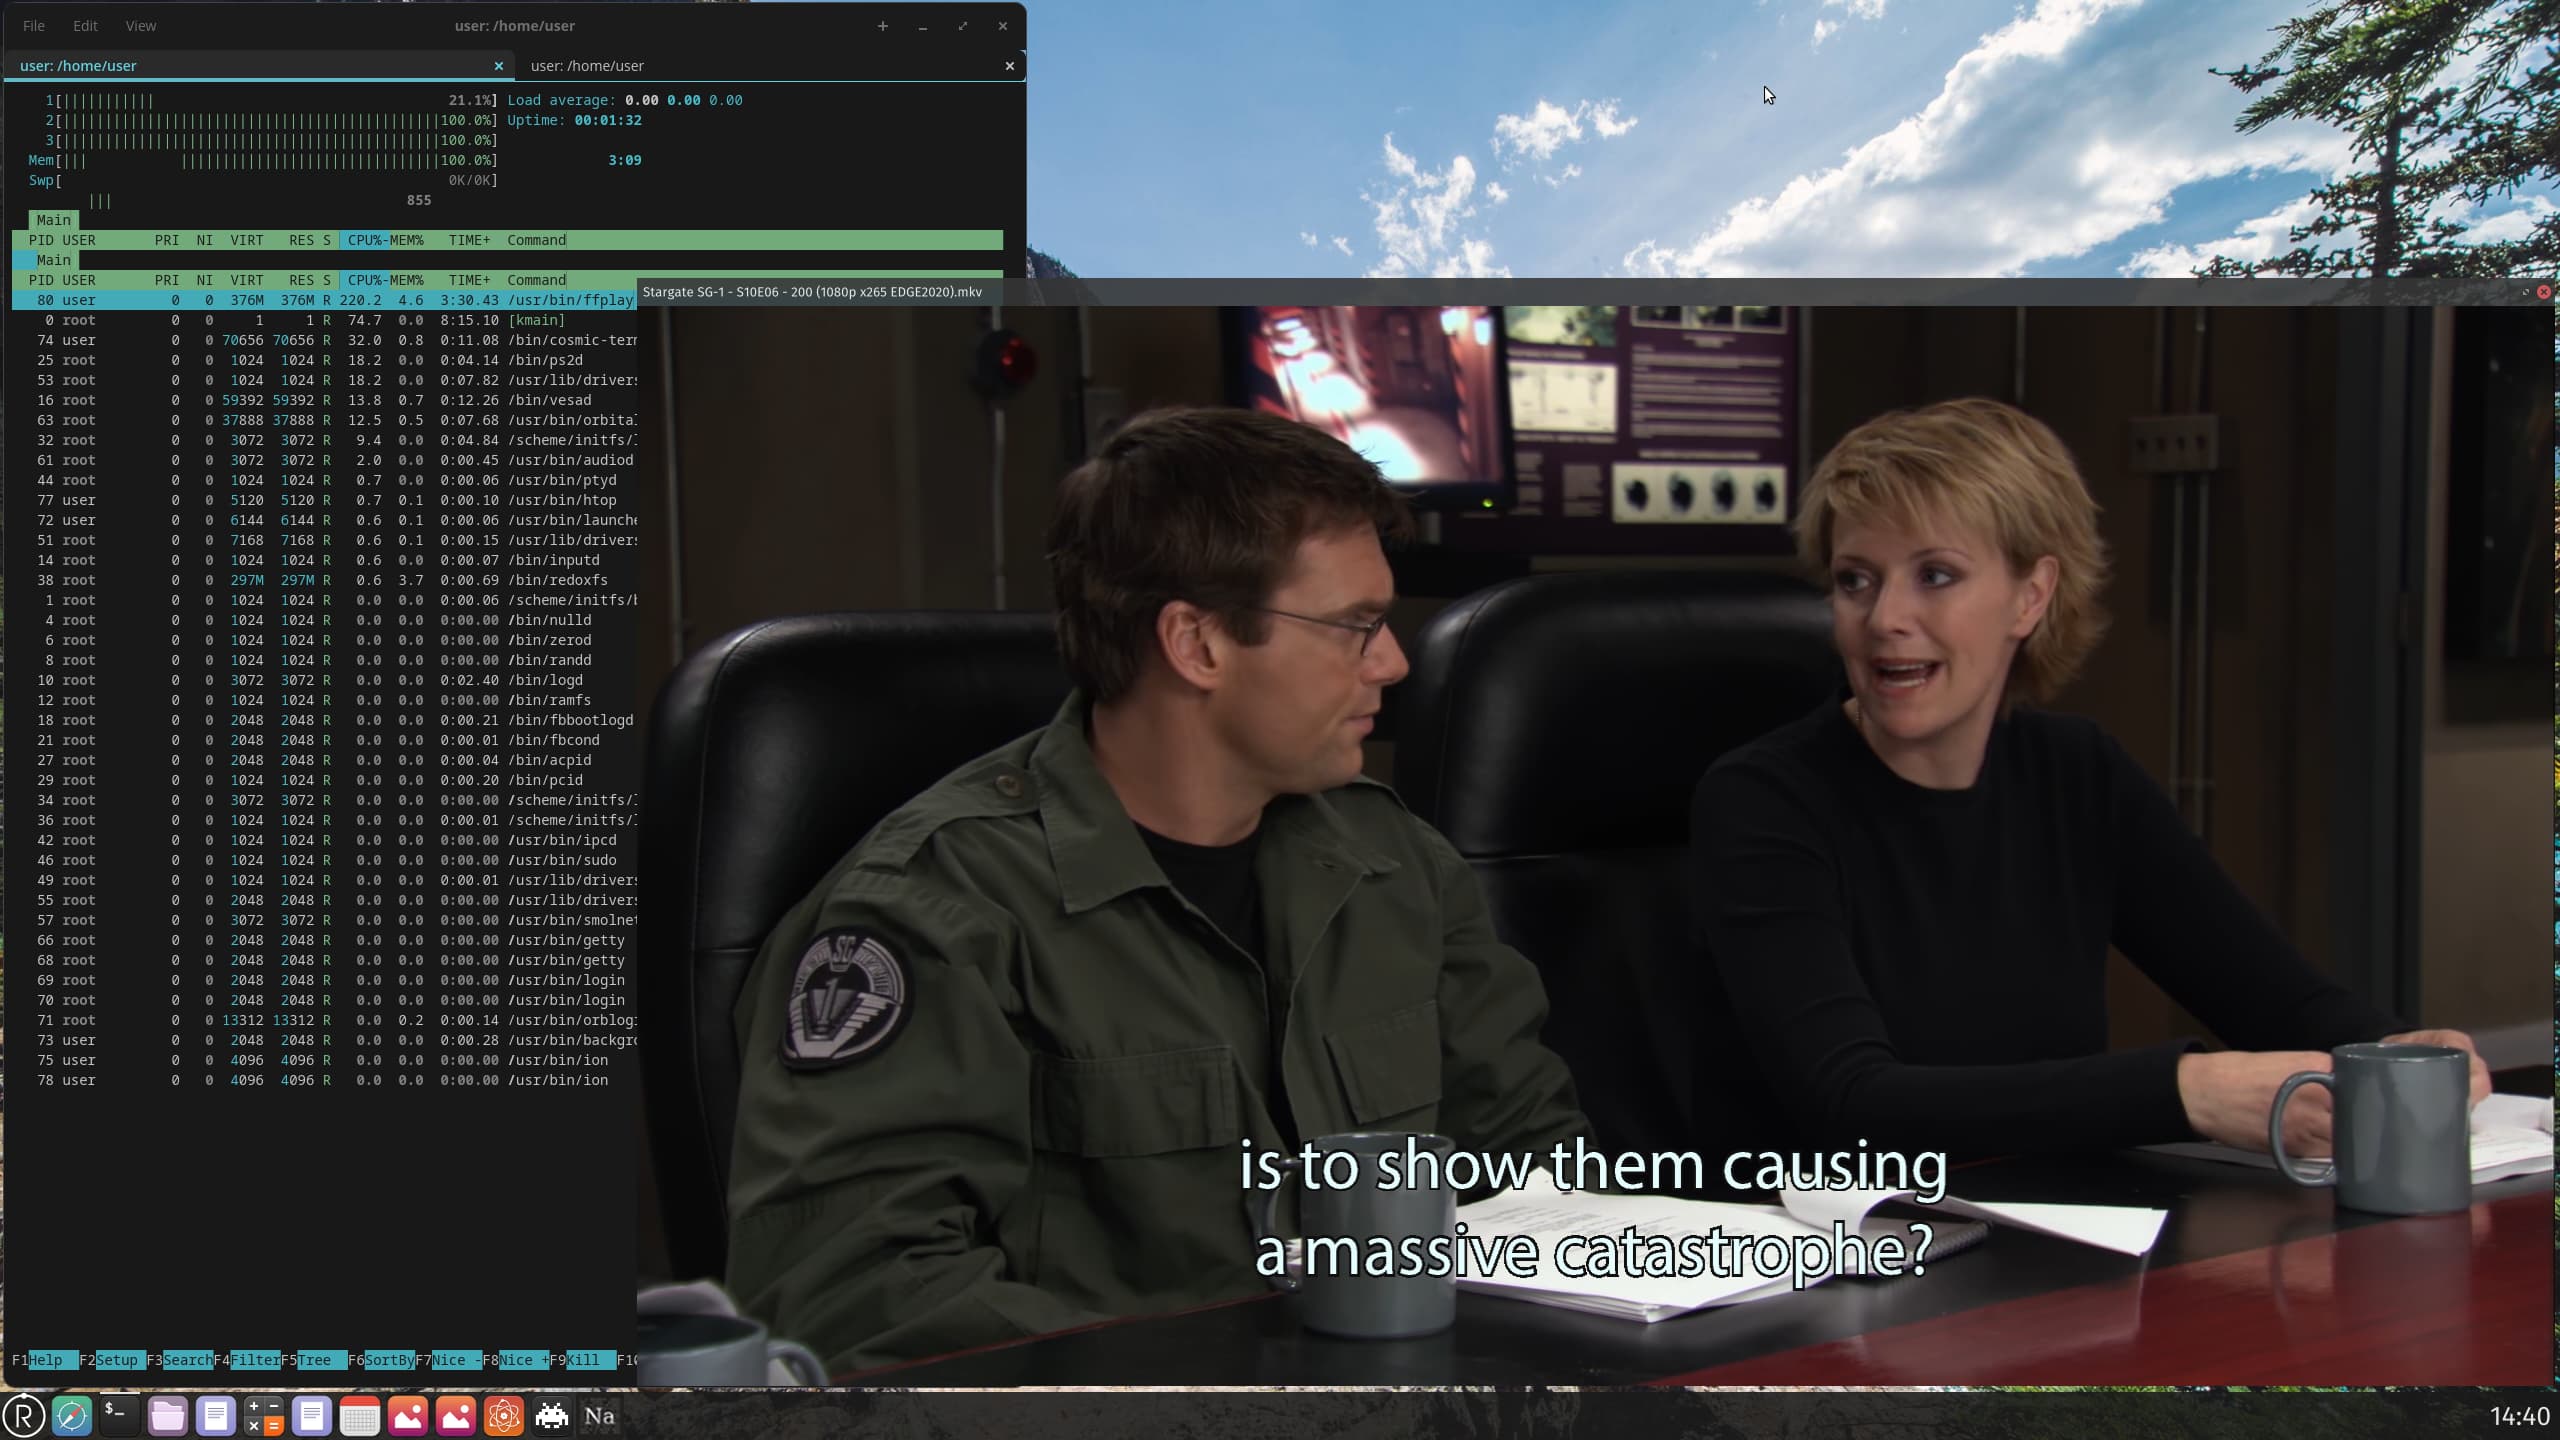 File Edit View user: /home/user
user: /home/user user: /home/user
1[ 21.1%] Load average: 0.00 0.00 0.00
2[ 100.0%] Uptime: 00:01:32
3[ 100.0%]
Mem[ 100.0%] 3:09
Swp[ 0K/0K]
855
Main
PID USER PRI NI VIRT RES S CPU%-MEM% TIME+ Command
Main
PID USER PRI NI VIRT RES S CPU%-MEM% TIME+ Command
Stargate SG-1 - S10E06 - 200 (1080p x265 EDGE2020).mkv
80 user 0 0 376M 376M R 220.2 4.6 3:30.43 /usr/bin/ffplay
0 root 0 0 1 1 R 74.7 0.0 8:15.10 [kmain]
74 user 0 0 70656 70656 R 32.0 0.8 0:11.08 /bin/cosmic-term
25 root 0 0 1024 1024 R 18.2 0.0 0:04.14 /bin/ps2d
53 root 0 0 1024 1024 R 18.2 0.0 0:07.82 /usr/lib/drivers
16 root 0 0 59392 59392 R 13.8 0.7 0:12.26 /bin/vesad
63 root 0 0 37888 37888 R 12.5 0.5 0:07.68 /usr/bin/orbital
32 root 0 0 3072 3072 R 9.4 0.0 0:04.84 /scheme/initfs/
61 root 0 0 3072 3072 R 2.0 0.0 0:00.45 /usr/bin/audiod
44 root 0 0 1024 1024 R 0.7 0.0 0:00.06 /usr/bin/ptyd
77 user 0 0 5120 5120 R 0.7 0.1 0:00.10 /usr/bin/htop
72 user 0 0 6144 6144 R 0.6 0.1 0:00.06 /usr/bin/launche
51 root 0 0 7168 7168 R 0.6 0.1 0:00.15 /usr/lib/drivers
14 root 0 0 1024 1024 R 0.6 0.0 0:00.07 /bin/inputd
38 root 0 0 297M 297M R 0.6 3.7 0:00.69 /bin/redoxfs
1 root 0 0 1024 1024 R 0.0 0.0 0:00.06 /scheme/initfs/b
4 root 0 0 1024 1024 R 0.0 0.0 0:00.00 /bin/nulld
6 root 0 0 1024 1024 R 0.0 0.0 0:00.00 /bin/zerod
8 root 0 0 1024 1024 R 0.0 0.0 0:00.00 /bin/randd
10 root 0 0 3072 3072 R 0.0 0.0 0:02.40 /bin/logd
12 root 0 0 1024 1024 R 0.0 0.0 0:00.00 /bin/ramfs
18 root 0 0 2048 2048 R 0.0 0.0 0:00.21 /bin/fbbootlogd
21 root 0 0 2048 2048 R 0.0 0.0 0:00.01 /bin/fbcond
27 root 0 0 2048 2048 R 0.0 0.0 0:00.04 /bin/acpid
29 root 0 0 1024 1024 R 0.0 0.0 0:00.20 /bin/pcid
34 root 0 0 3072 3072 R 0.0 0.0 0:00.00 /scheme/initfs/
36 root 0 0 1024 1024 R 0.0 0.0 0:00.01 /scheme/initfs/
42 root 0 0 1024 1024 R 0.0 0.0 0:00.00 /usr/bin/ipcd
46 root 0 0 1024 1024 R 0.0 0.0 0:00.00 /usr/bin/sudo
49 root 0 0 1024 1024 R 0.0 0.0 0:00.01 /usr/lib/drivers
55 root 0 0 2048 2048 R 0.0 0.0 0:00.00 /usr/lib/drivers
57 root 0 0 3072 3072 R 0.0 0.0 0:00.00 /usr/bin/smolnet
66 root 0 0 2048 2048 R 0.0 0.0 0:00.00 /usr/bin/getty
68 root 0 0 2048 2048 R 0.0 0.0 0:00.00 /usr/bin/getty
69 root 0 0 2048 2048 R 0.0 0.0 0:00.00 /usr/bin/login
70 root 0 0 2048 2048 R 0.0 0.0 0:00.00 /usr/bin/login
71 root 0 0 13312 13312 R 0.0 0.2 0:00.14 /usr/bin/orblogi
73 user 0 0 2048 2048 R 0.0 0.0 0:00.28 /usr/bin/backgro
75 user 0 0 4096 4096 R 0.0 0.0 0:00.00 /usr/bin/ion
78 user 0 0 4096 4096 R 0.0 0.0 0:00.00 /usr/bin/ion
SG
1
is to show them causing
a massive catastrophe?
F1Help F2Setup F3SearchF4FilterF5Tree F6SortByF7Nice -F8Nice +F9Kill F10
R $_ Na 14:40